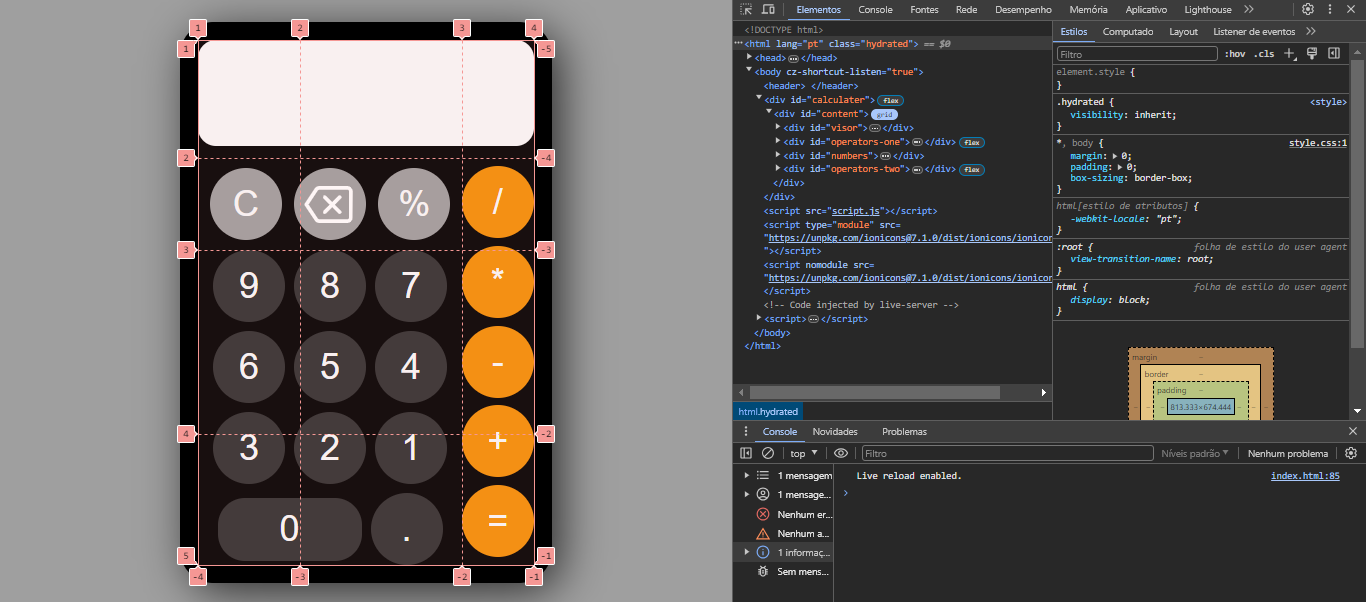 1 2 3 4
1 -5
2 -4
C % /
3 -3
9 8 7 *
6 5 4 -
4 -2
3 2 1 +
0 . =
5 -1
-4 -3 -2 -1
Elementos Console Fontes Rede Desempenho Memória Aplicativo Lighthouse
<!DOCTYPE html>
<html lang="pt" class="hydrated"> == $0
<head> </head>
<body cz-shortcut-listen="true">
<header> </header>
<div id="calculater"> flex
<div id="content"> grid
<div id="visor"> </div>
<div id="operators-one"> </div> flex
<div id="numbers"> </div>
<div id="operators-two"> </div> flex
</div>
</div>
<script src="script.js"></script>
<script type="module" src=
"https://unpkg.com/ionicons@7.1.0/dist/ionicons/ionicon
"></script>
<script nomodule src=
"https://unpkg.com/ionicons@7.1.0/dist/ionicons/ionicon
</script>
<!-- Code injected by live-server -->
<script> </script>
</body>
</html>
html.hydrated
Estilos Computado Layout Listener de eventos
Filtro :hov .cls
element.style {
}
.hydrated { <style>
visibility: inherit;
}
*, body { style.css:1
margin: 0;
padding: 0;
box-sizing: border-box;
}
html[estilo de atributos] {
-webkit-locale: "pt";
}
:root { folha de estilo do user agent
view-transition-name: root;
}
html { folha de estilo do user agent
display: block;
}
margin -
border -
padding -
- - - 813.333×674.444 - - -
Console Novidades Problemas
top Filtro Níveis padrão Nenhum problema
1 mensagem
1 mensage...
Nenhum er...
Nenhum a...
1 informaç...
Sem mens...
Live reload enabled. index.html:85